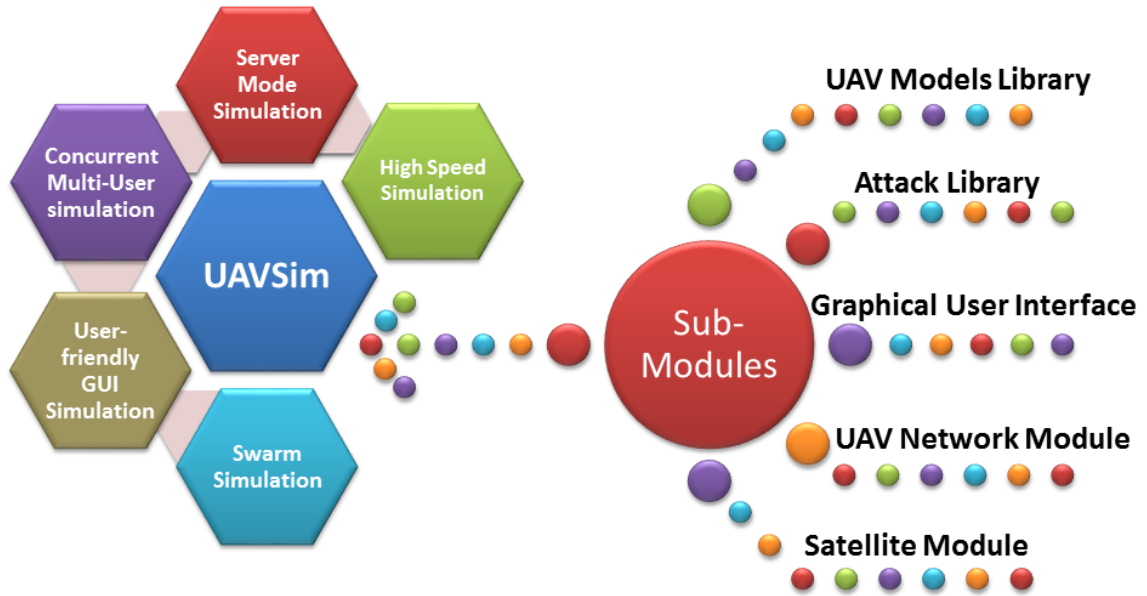 Server
Mode
Simulation
Concurrent
Multi-User
simulation
High Speed
Simulation
UAVSim
User-
friendly
GUI
Simulation
Swarm
Simulation
Sub-
Modules
UAV Models Library
Attack Library
Graphical User Interface
UAV Network Module
Satellite Module